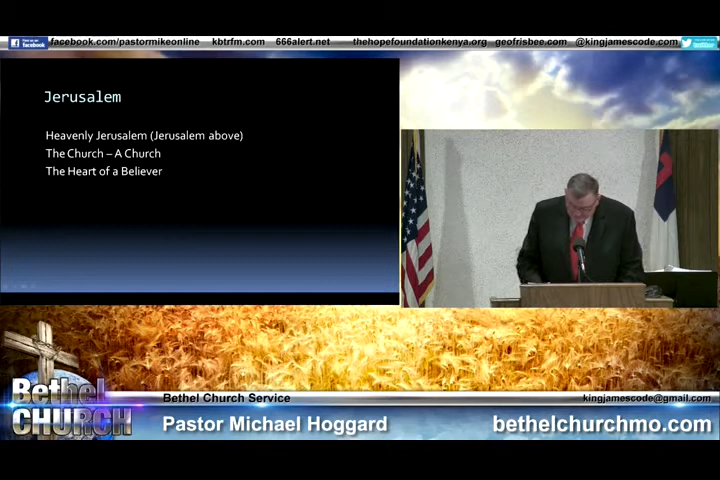 facebook.com/pastormikeonline kbtrfm.com 666alert.net thehopefoundationkenya.org geofrisbee.com @kingjamescode.com
Jerusalem
Heavenly Jerusalem (Jerusalem above)
The Church – A Church
The Heart of a Believer
Bethel
CHURCH
Bethel Church Service
kingjamescode@gmail.com
Pastor Michael Hoggard
bethelchurchmo.com